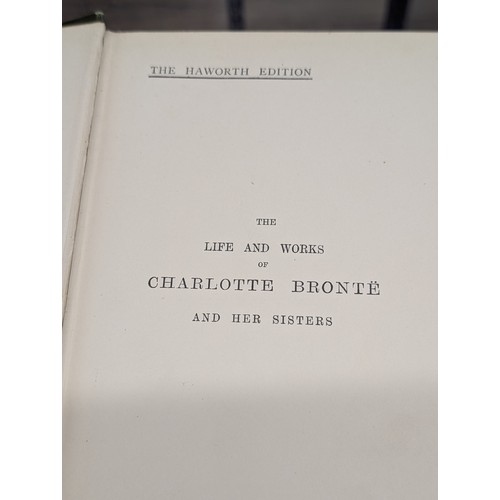 THE HAWORTH EDITION
THE
LIFE AND WORKS
OF
CHARLOTTE BRONTË
AND HER SISTERS